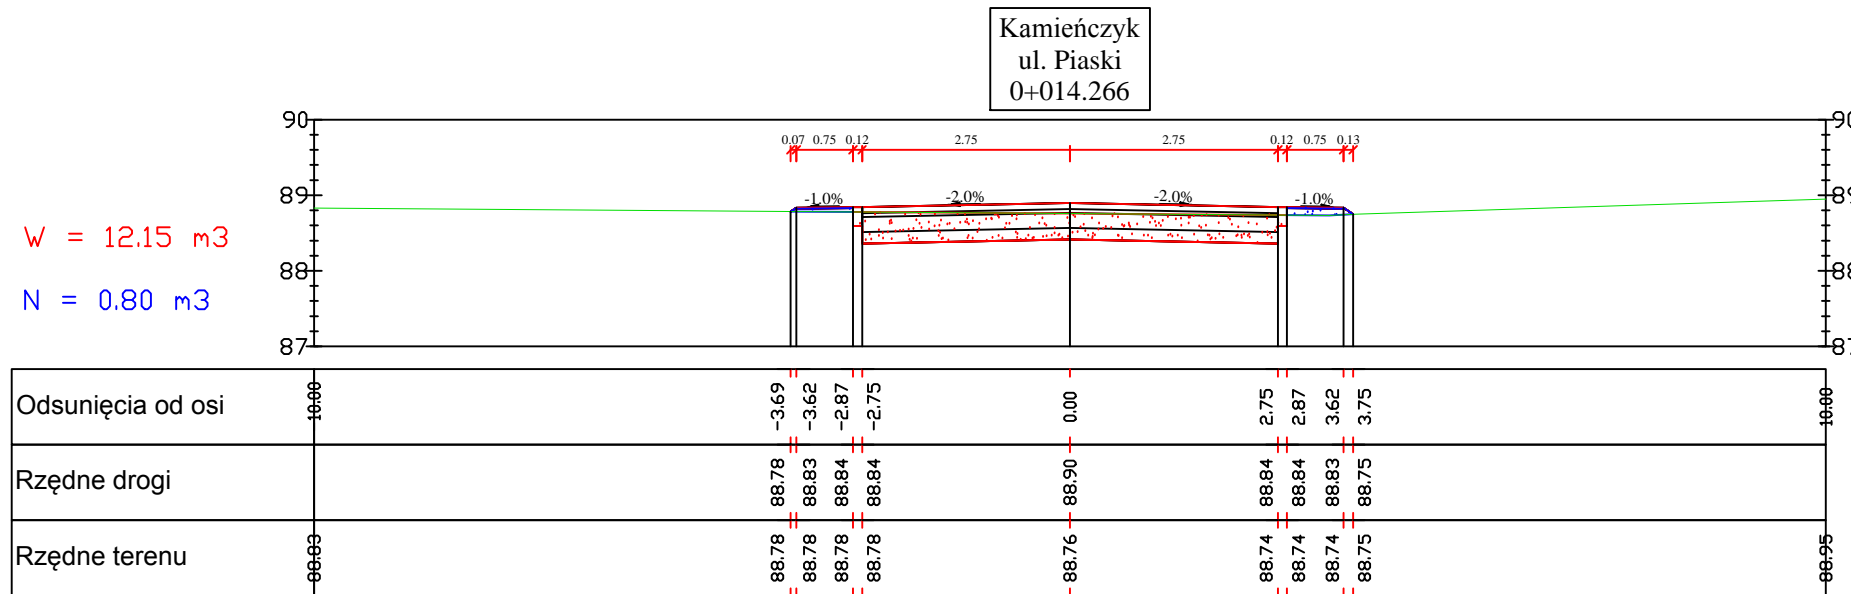 Kamieńczyk
ul. Piaski
0+014.266
90 90
0.07 0.75 0.12 2.75 2.75 0.12 0.75 0.13
89 89
-1.0% -2.0% -2.0% -1.0%
W = 12.15 m3
88 88
N = 0.80 m3
87 87
Odsunięcia od osi 10.00 -3.69 -3.62 -2.87 -2.75 0.00 2.75 2.87 3.62 3.75 10.00
Rzędne drogi 88.78 88.83 88.84 88.84 88.90 88.84 88.84 88.83 88.75
Rzędne terenu 88.83 88.78 88.78 88.78 88.78 88.76 88.74 88.74 88.74 88.75 88.95